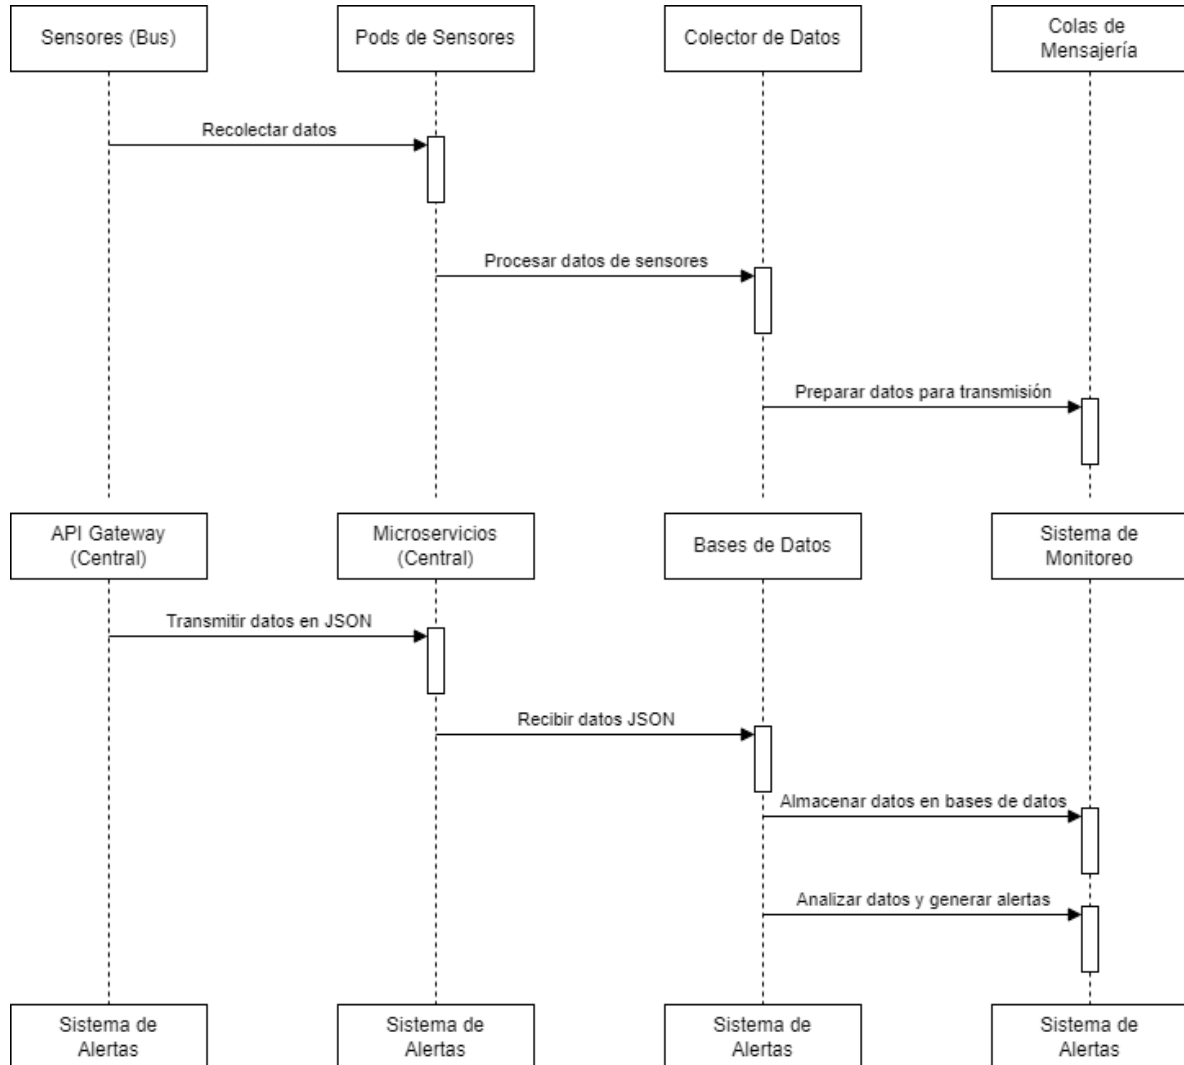 Sensores (Bus)
Pods de Sensores
Colector de Datos
Colas de
Mensajería
Recolectar datos
Procesar datos de sensores
Preparar datos para transmisión
API Gateway
(Central)
Microservicios
(Central)
Bases de Datos
Sistema de
Monitoreo
Transmitir datos en JSON
Recibir datos JSON
Almacenar datos en bases de datos
Analizar datos y generar alertas
Sistema de
Alertas
Sistema de
Alertas
Sistema de
Alertas
Sistema de
Alertas